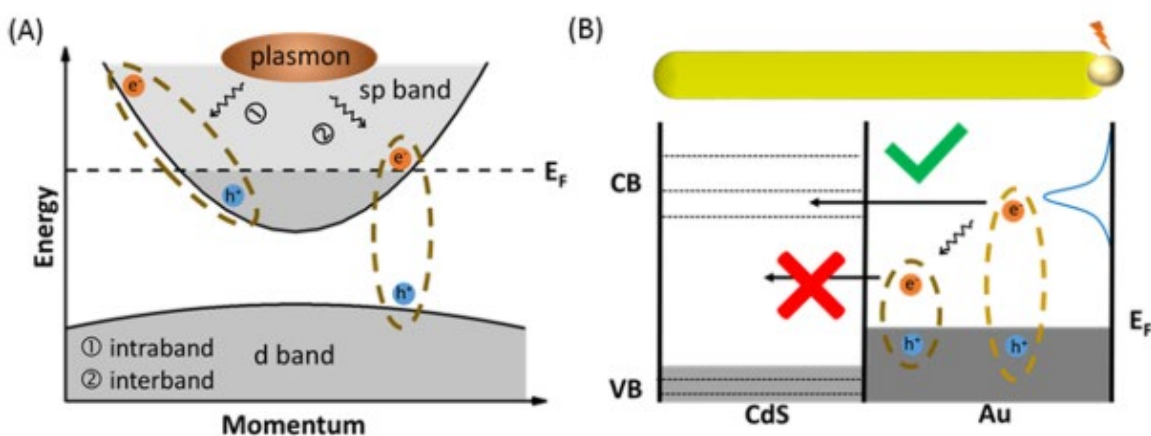 (A)
plasmon
sp band
e-
①
②
e-
E_F
h+
h+
Energy
① intraband
② interband
d band
Momentum
(B)
CB
e-
e-
E_F
h+
h+
VB
CdS
Au